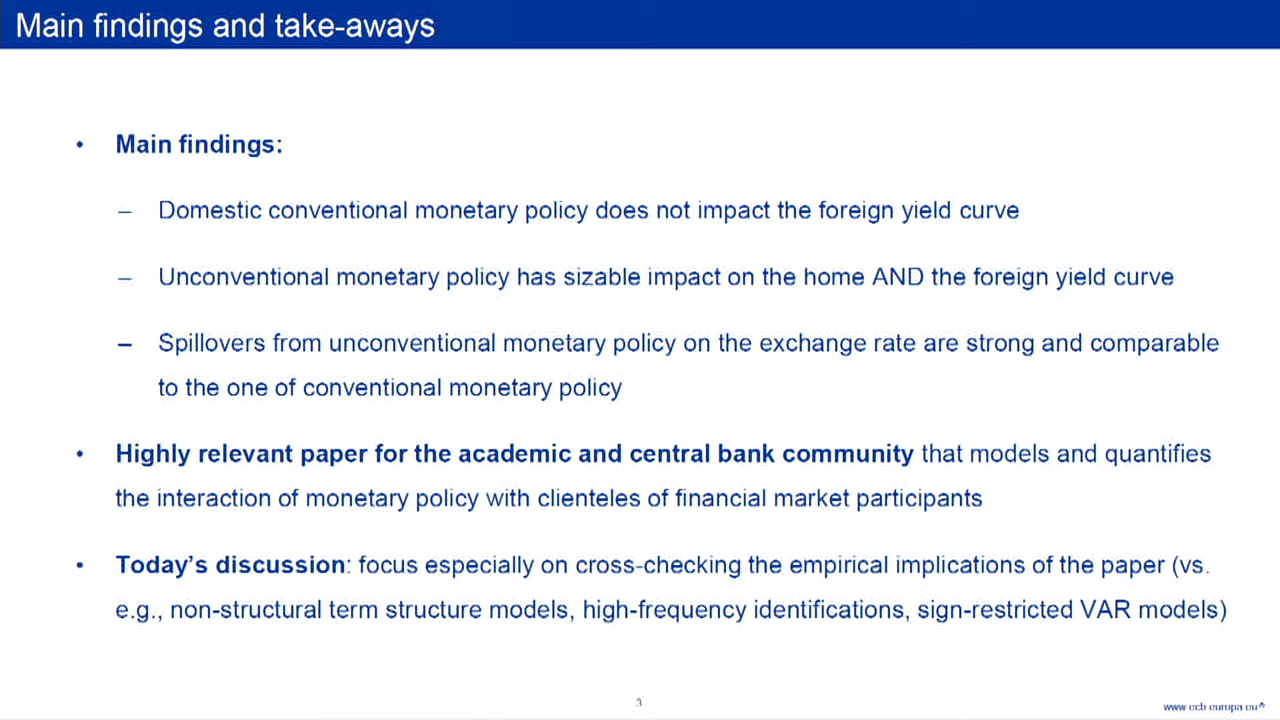 Main findings and take-aways
• Main findings:
– Domestic conventional monetary policy does not impact the foreign yield curve
– Unconventional monetary policy has sizable impact on the home AND the foreign yield curve
– Spillovers from unconventional monetary policy on the exchange rate are strong and comparable
to the one of conventional monetary policy
• Highly relevant paper for the academic and central bank community that models and quantifies
the interaction of monetary policy with clienteles of financial market participants
• Today’s discussion: focus especially on cross-checking the empirical implications of the paper (vs.
e.g., non-structural term structure models, high-frequency identifications, sign-restricted VAR models)
3
www.ecb.europa.eu®